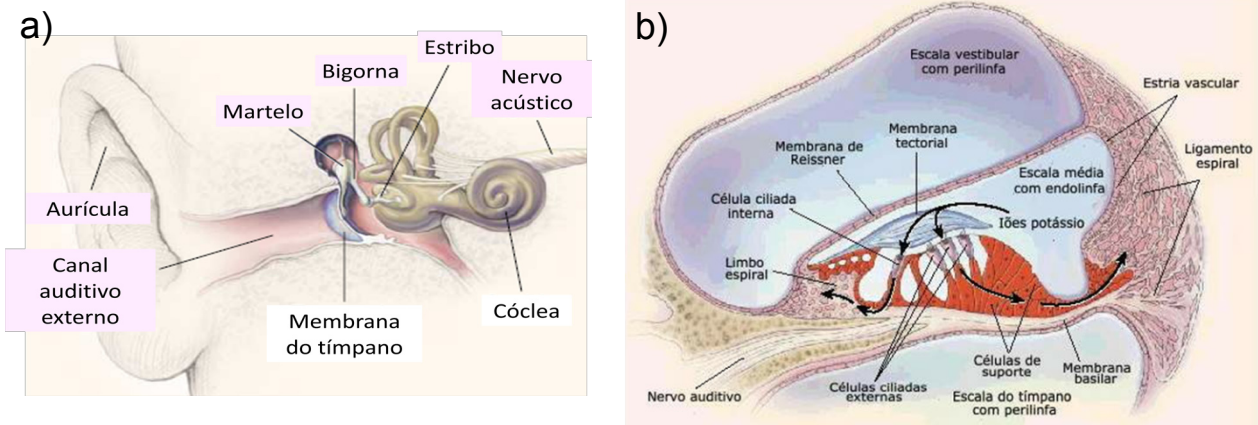 a)
Estribo
Bigorna
Nervo
acústico
Martelo
Aurícula
Canal
auditivo
externo
Membrana
do tímpano
Cóclea
b)
Escala vestibular
com perilinfa
Estria vascular
Membrana
tectorial
Membrana de
Reissner
Ligamento
espiral
Escala média
com endolinfa
Célula ciliada
interna
Iões potássio
Limbo
espiral
Células de
suporte
Membrana
basilar
Células ciliadas
externas
Nervo auditivo
Escala do tímpano
com perilinfa